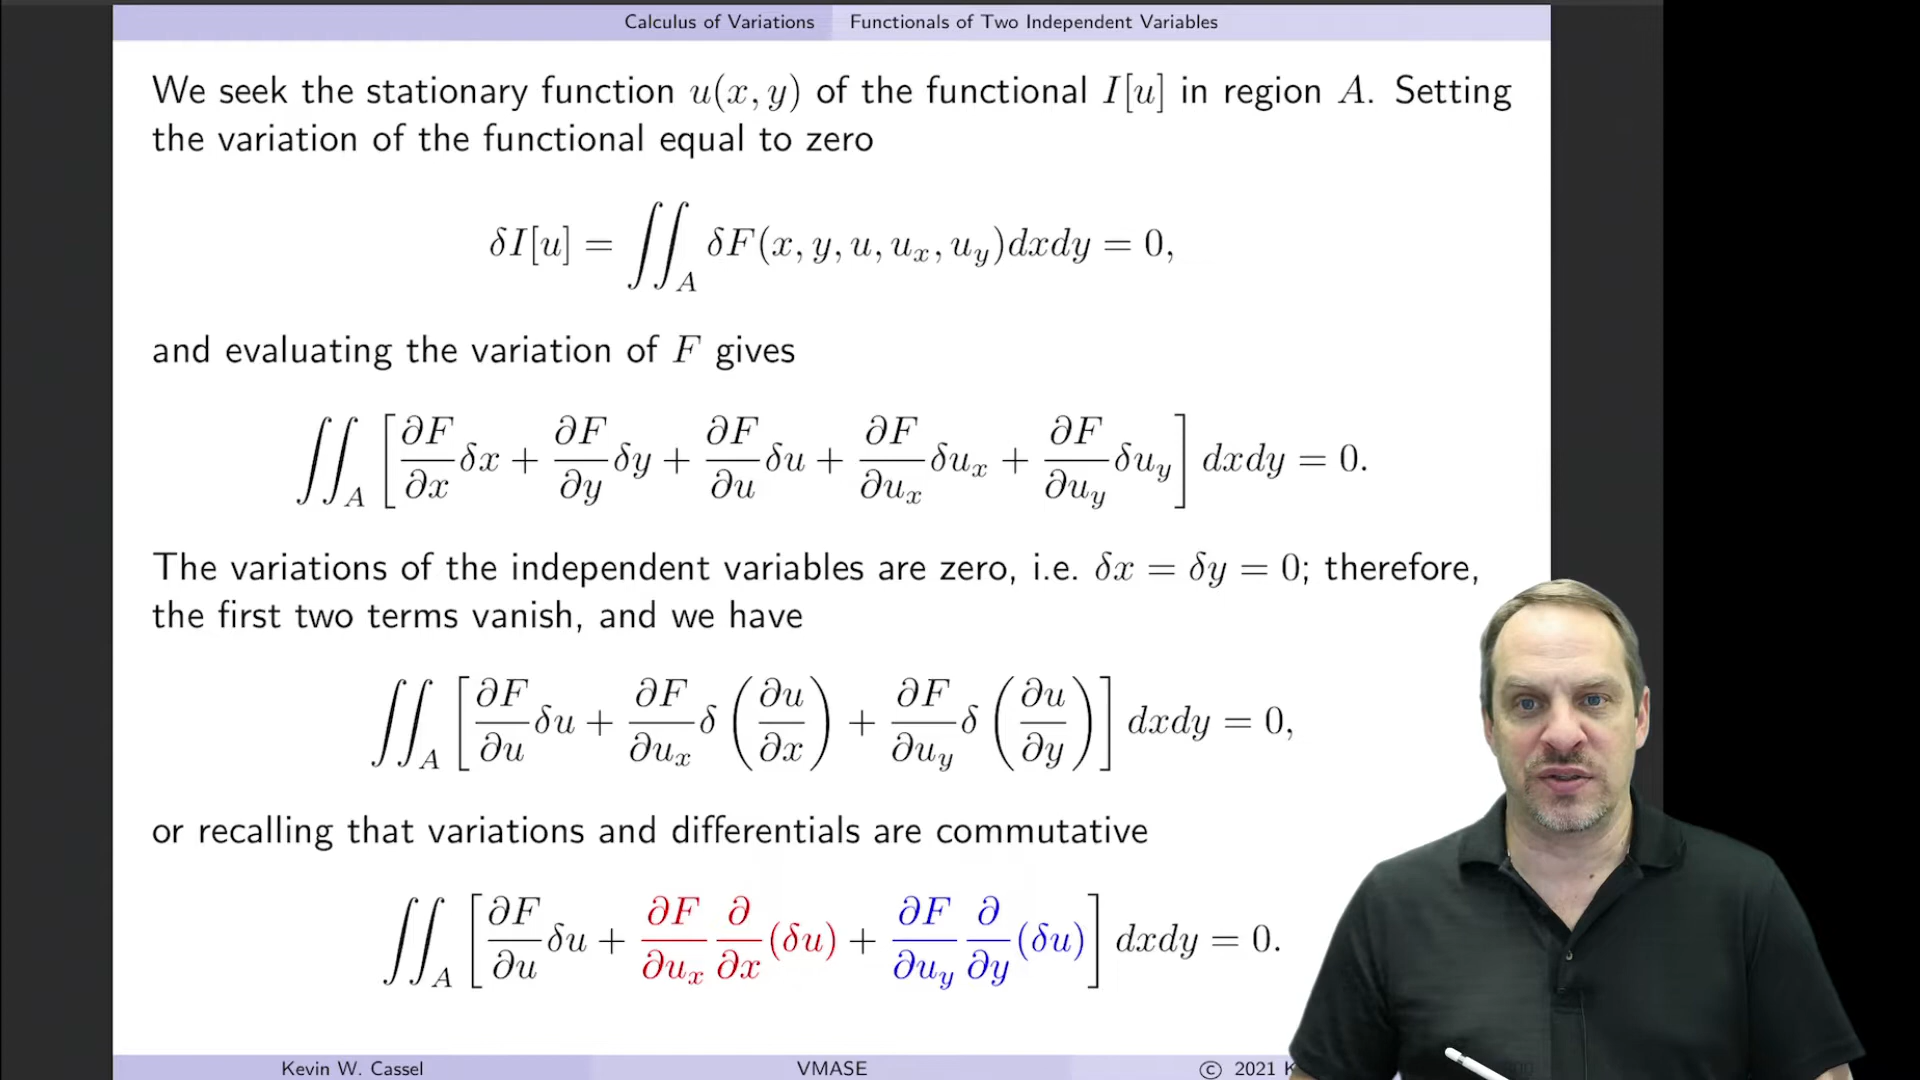 Calculus of Variations Functionals of Two Independent Variables
We seek the stationary function u(x, y) of the functional I[u] in region A. Setting
the variation of the functional equal to zero
δI[u] = ∬_A δF(x, y, u, u_x, u_y)dxdy = 0,
and evaluating the variation of F gives
∬_A [∂F/∂x δx + ∂F/∂y δy + ∂F/∂u δu + ∂F/∂u_x δu_x + ∂F/∂u_y δu_y] dxdy = 0.
The variations of the independent variables are zero, i.e. δx = δy = 0; therefore,
the first two terms vanish, and we have
∬_A [∂F/∂u δu + ∂F/∂u_x δ(∂u/∂x) + ∂F/∂u_y δ(∂u/∂y)] dxdy = 0,
or recalling that variations and differentials are commutative
∬_A [∂F/∂u δu + ∂F/∂u_x ∂/∂x (δu) + ∂F/∂u_y ∂/∂y (δu)] dxdy = 0.
Kevin W. Cassel VMASE © 2021